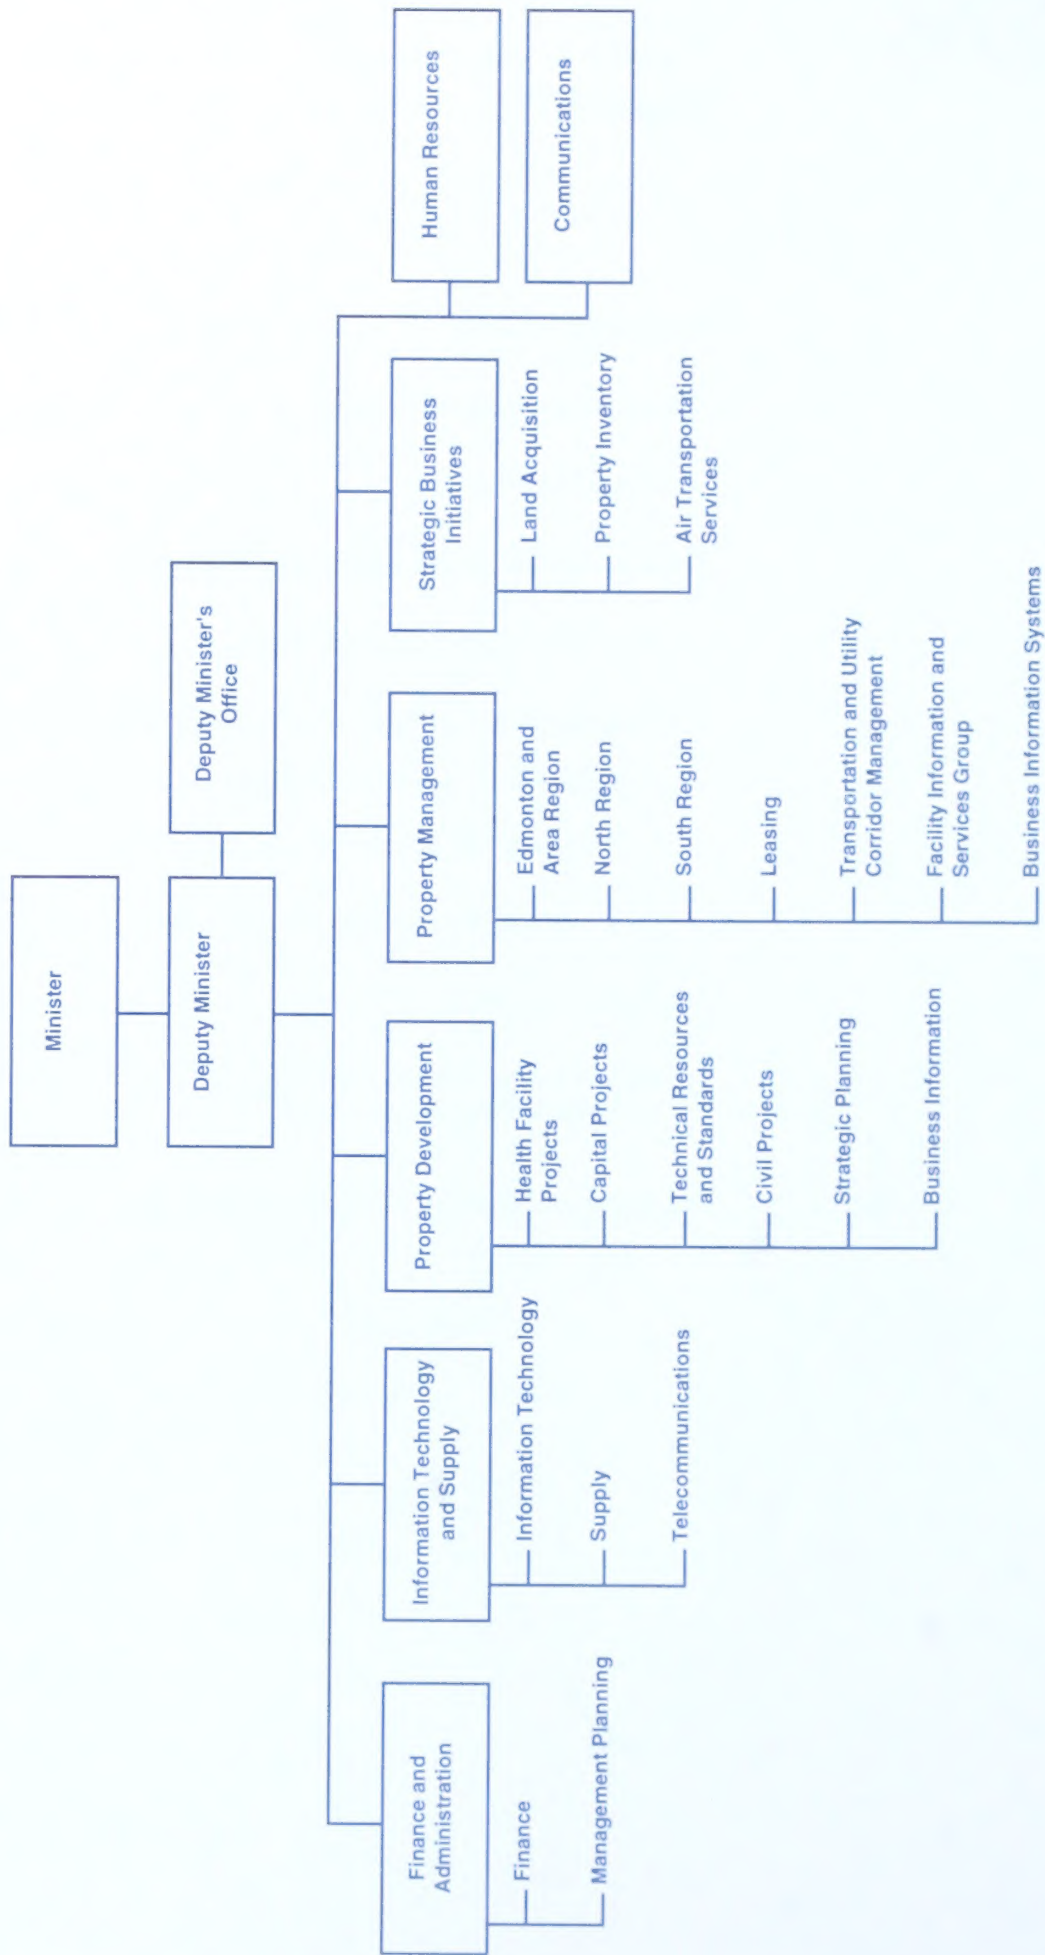 Minister
Deputy Minister
Deputy Minister's
Office
Finance and
Administration
Finance
Management Planning
Information Technology
and Supply
Information Technology
Supply
Telecommunications
Property Development
Health Facility
Projects
Capital Projects
Technical Resources
and Standards
Civil Projects
Strategic Planning
Business Information
Property Management
Edmonton and
Area Region
North Region
South Region
Leasing
Transportation and Utility
Corridor Management
Facility Information and
Services Group
Business Information Systems
Strategic Business
Initiatives
Land Acquisition
Property Inventory
Air Transportation
Services
Human Resources
Communications